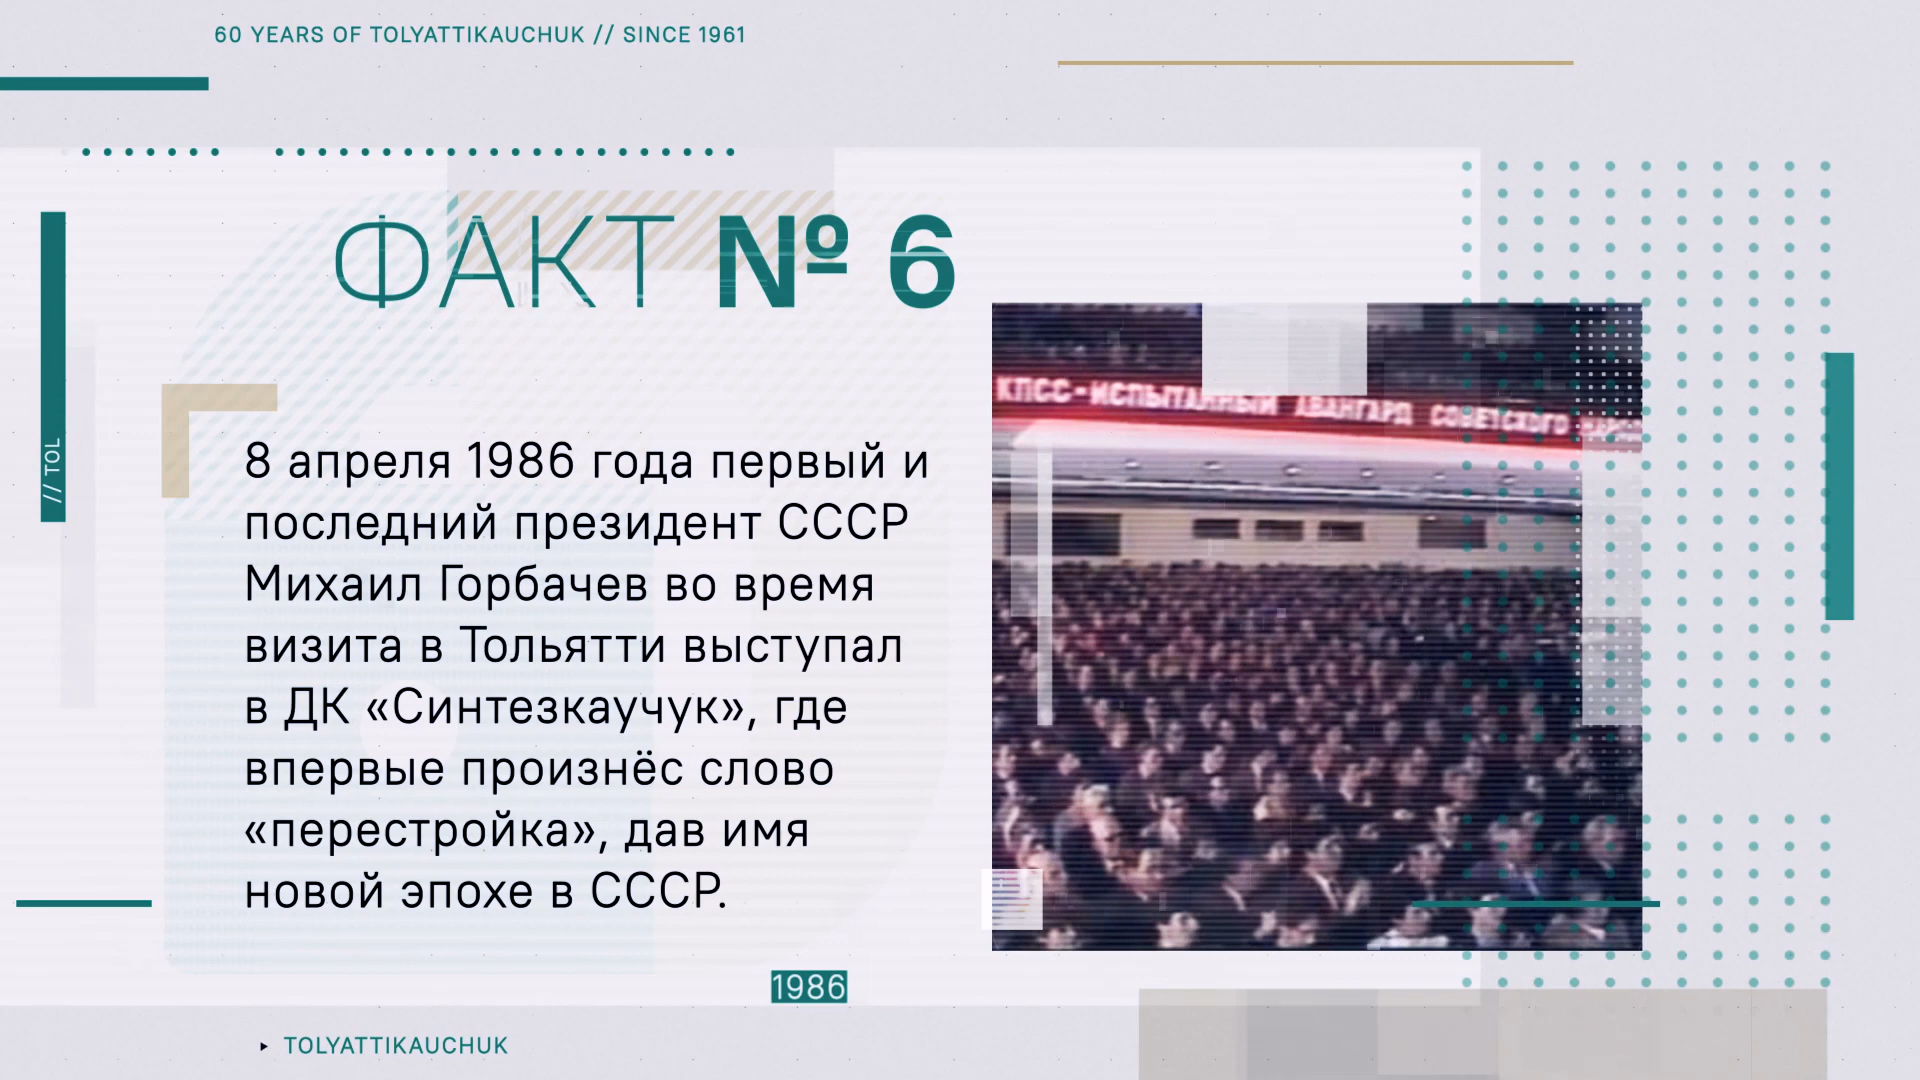 60 YEARS OF TOLYATTIKAUCHUK // SINCE 1961
ФАКТ № 6
// TOL
8 апреля 1986 года первый и
последний президент СССР
Михаил Горбачев во время
визита в Тольятти выступал
в ДК «Синтезкаучук», где
впервые произнёс слово
«перестройка», дав имя
новой эпохе в СССР.
КПСС-ИСПЫТАННЫЙ АВАНГАРД СОВЕТСКОГО
1986
TOLYATTIKAUCHUK